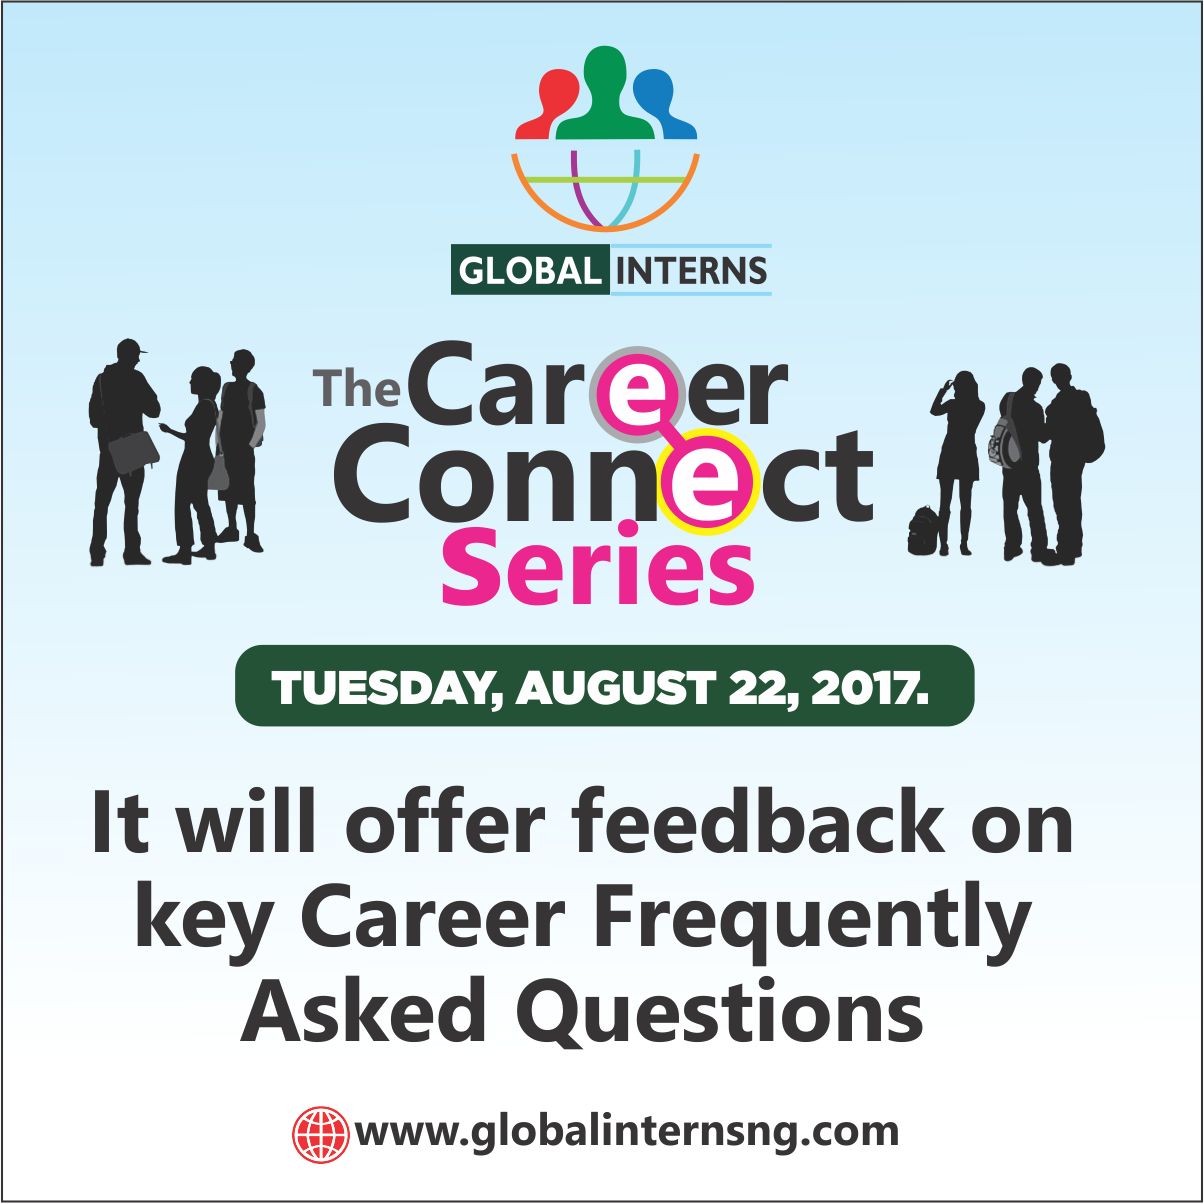 GLOBAL INTERNS
The Career
Connect
Series
TUESDAY, AUGUST 22, 2017.
It will offer feedback on
key Career Frequently
Asked Questions
www.globalinternsng.com